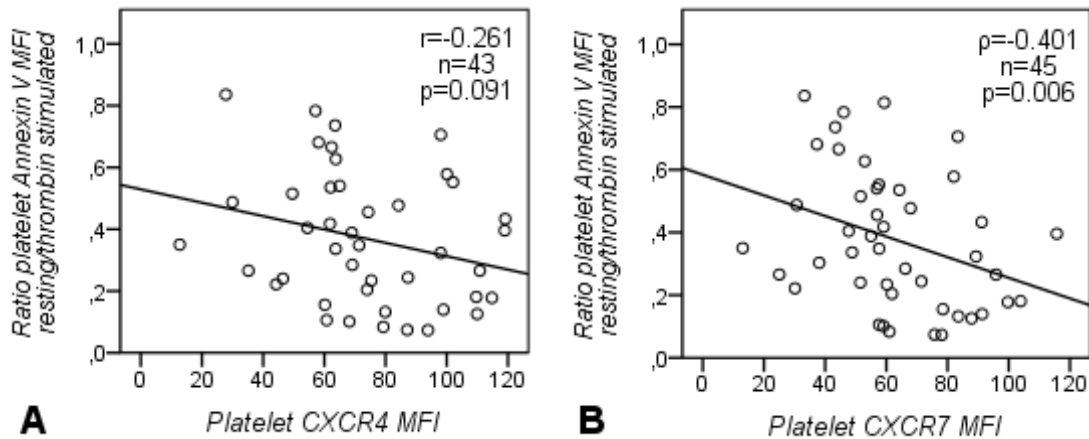 Ratio platelet Annexin V MFI
resting/thrombin stimulated
1,0
,8
,6
,4
,2
,0
r=-0.261
n=43
p=0.091
0 20 40 60 80 100 120
A
Platelet CXCR4 MFI
Ratio platelet Annexin V MFI
resting/thrombin stimulated
1,0
,8
,6
,4
,2
,0
ρ=-0.401
n=45
p=0.006
0 20 40 60 80 100 120
B
Platelet CXCR7 MFI